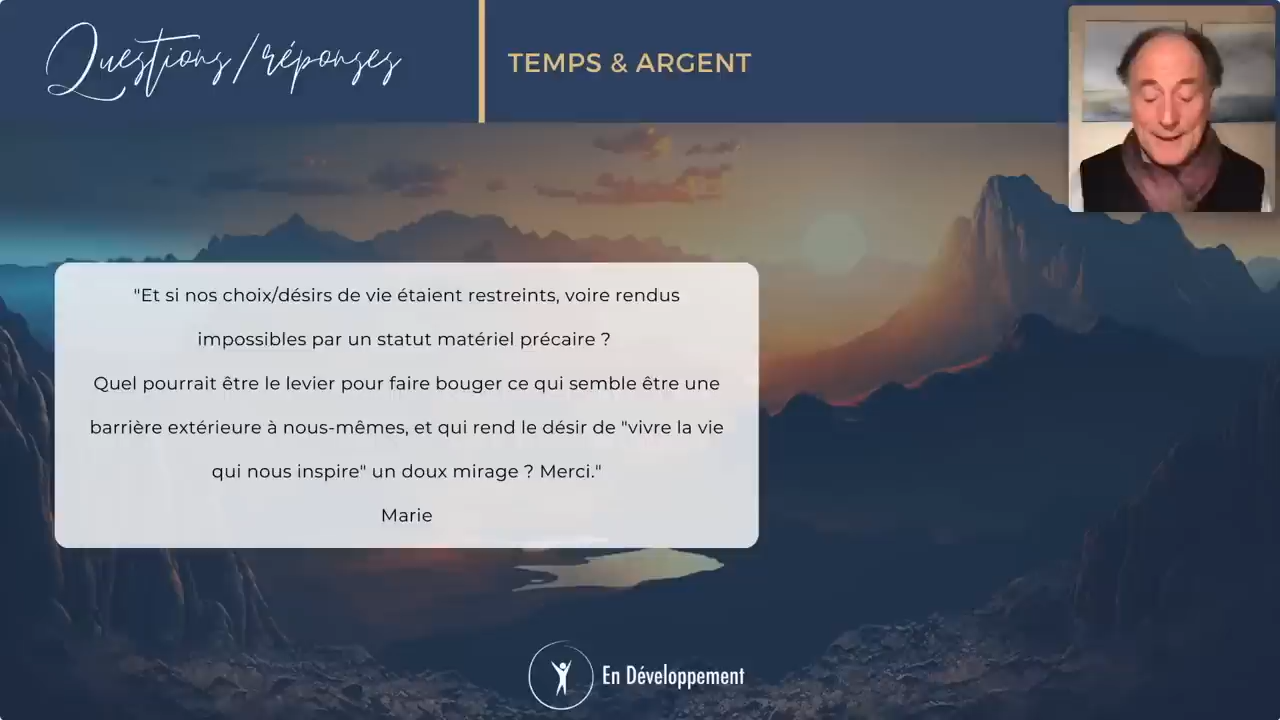 Questions/réponses
TEMPS & ARGENT
"Et si nos choix/désirs de vie étaient restreints, voire rendus
impossibles par un statut matériel précaire ?
Quel pourrait être le levier pour faire bouger ce qui semble être une
barrière extérieure à nous-mêmes, et qui rend le désir de "vivre la vie
qui nous inspire" un doux mirage ? Merci."
Marie
En Développement